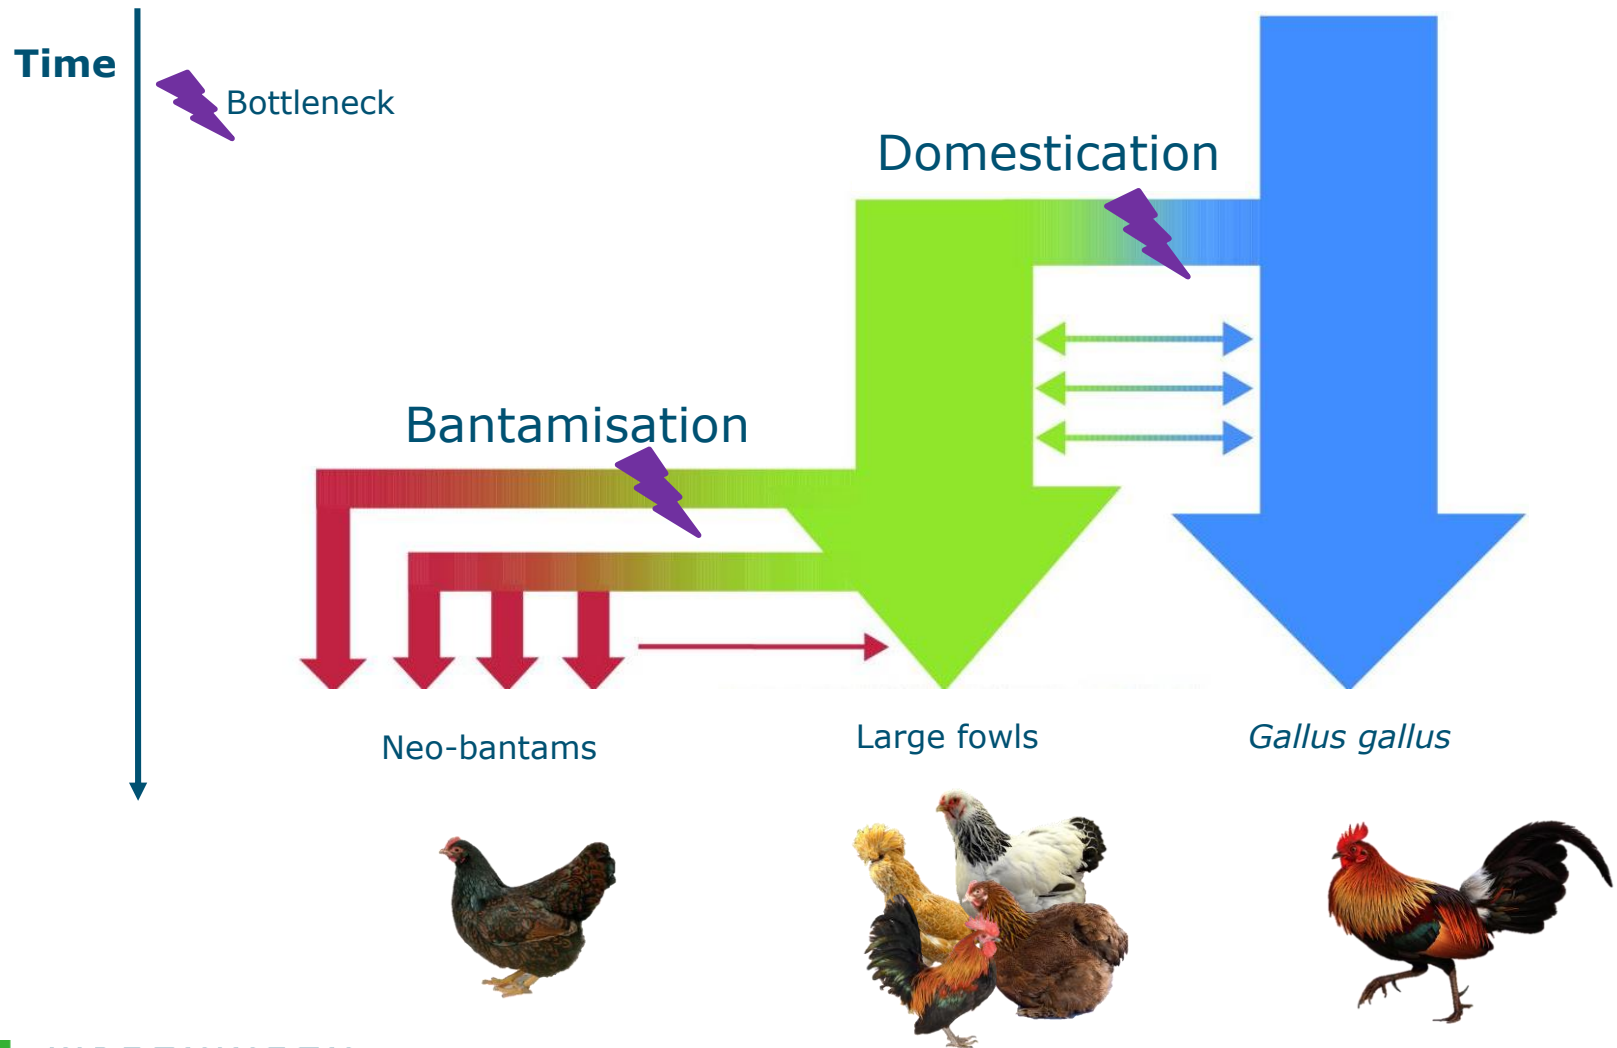 Time
Bottleneck
Domestication
Bantamisation
Neo-bantams
Large fowls
Gallus gallus